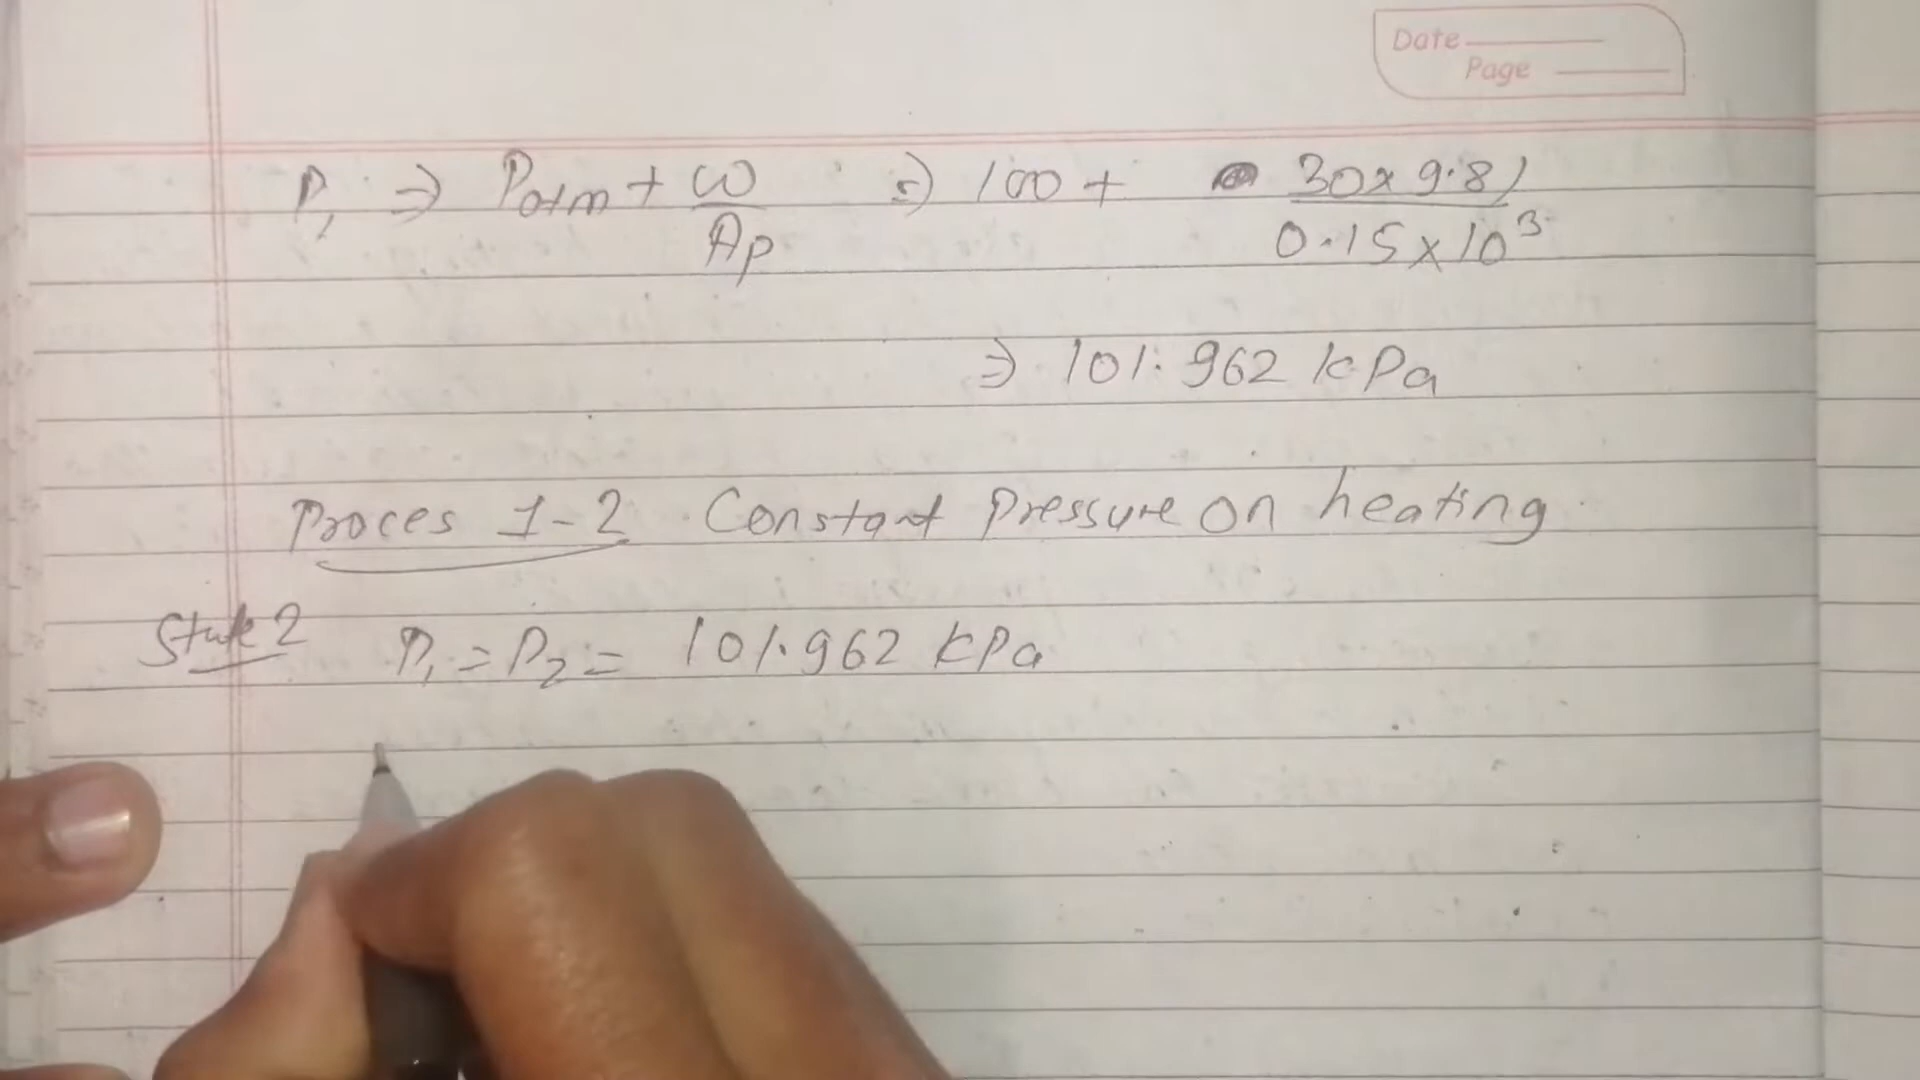 Date
Page
P₁ ⇒ Patm + ω/Ap ⇒ 100 + 30×9.81/0.15×10³
⇒ 101.962 kPa
Proces 1-2 Constant Pressure on heating
State 2 P₁ = P₂ = 101.962 kPa